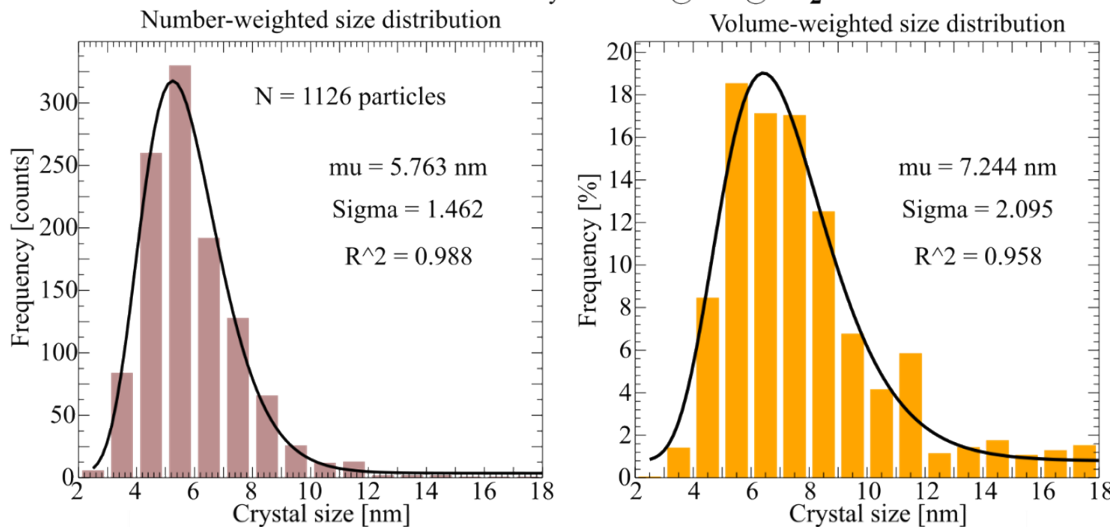 Number-weighted size distribution
Frequency [counts]
300
250
200
150
100
50
0
N = 1126 particles
mu = 5.763 nm
Sigma = 1.462
R^2 = 0.988
2 4 6 8 10 12 14 16 18
Crystal size [nm]
Volume-weighted size distribution
Frequency [%]
20
18
16
14
12
10
8
6
4
2
0
mu = 7.244 nm
Sigma = 2.095
R^2 = 0.958
2 4 6 8 10 12 14 16 18
Crystal size [nm]